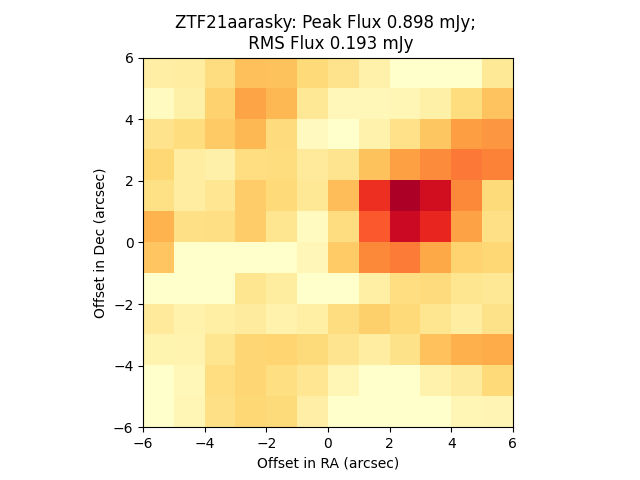 ZTF21aarasky: Peak Flux 0.898 mJy;
RMS Flux 0.193 mJy
6
4
2
0
−2
−4
−6
Offset in Dec (arcsec)
−6 −4 −2 0 2 4 6
Offset in RA (arcsec)